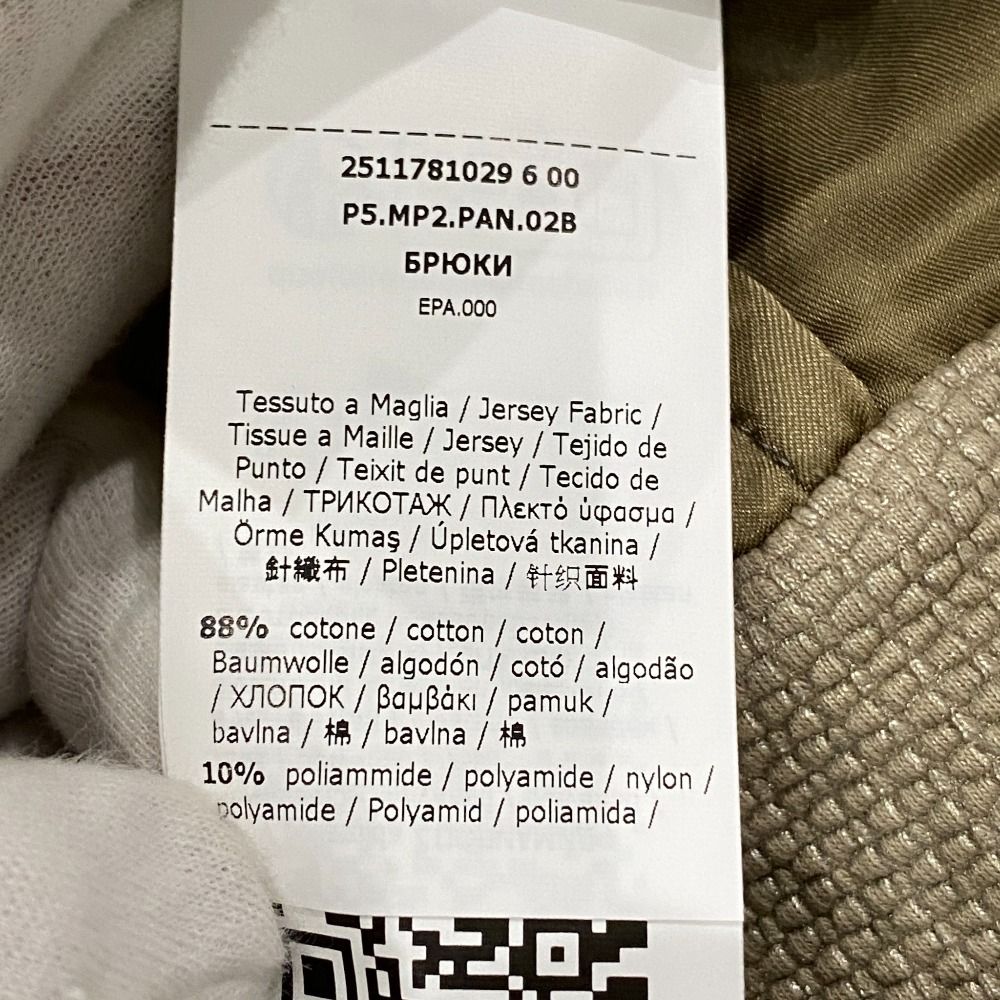 2511781029 6 00
P5.MP2.PAN.02B
БРЮКИ
EPA.000
Tessuto a Maglia / Jersey Fabric /
Tissue a Maille / Jersey / Tejido de
Punto / Teixit de punt / Tecido de
Malha / ТРИКОТАЖ / Πλεκτό ύφασμα /
Örme Kumaş / Úpletová tkanina /
針織布 / Pletenina / 针织面料
88% cotone / cotton / coton /
Baumwolle / algodón / cotó / algodão
/ ХЛОПОК / βαμβάκι / pamuk /
bavlna / 棉 / bavlna / 棉
10% poliammide / polyamide / nylon /
polyamide / Polyamid / poliamida /